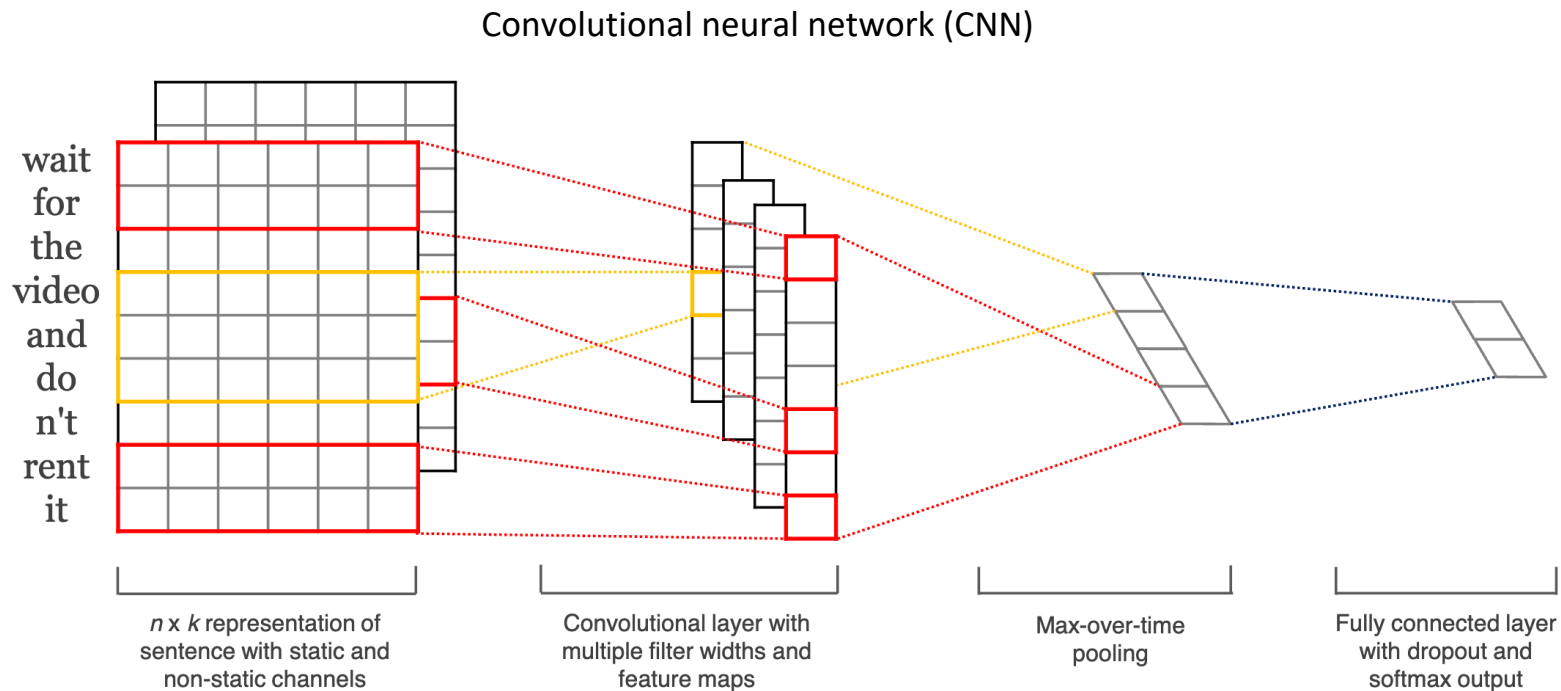 Convolutional neural network (CNN)
wait
for
the
video
and
do
n't
rent
it
n x k representation of
sentence with static and
non-static channels
Convolutional layer with
multiple filter widths and
feature maps
Max-over-time
pooling
Fully connected layer
with dropout and
softmax output